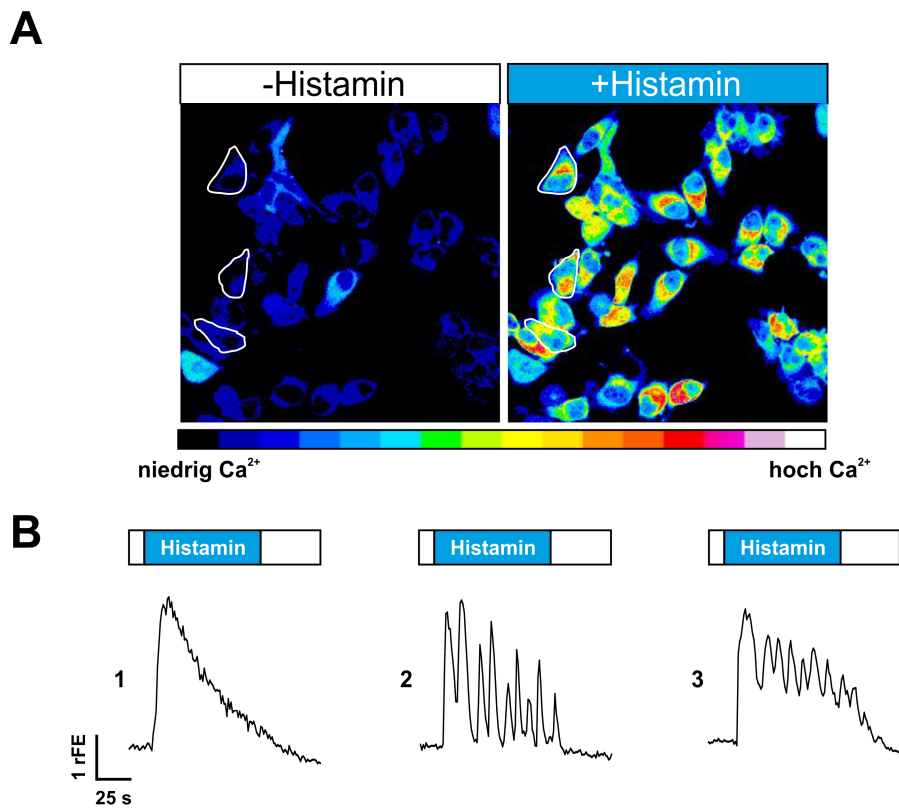 A
-Histamin +Histamin
niedrig Ca²⁺ hoch Ca²⁺
B
Histamin Histamin Histamin
1 2 3
1 rFE
25 s